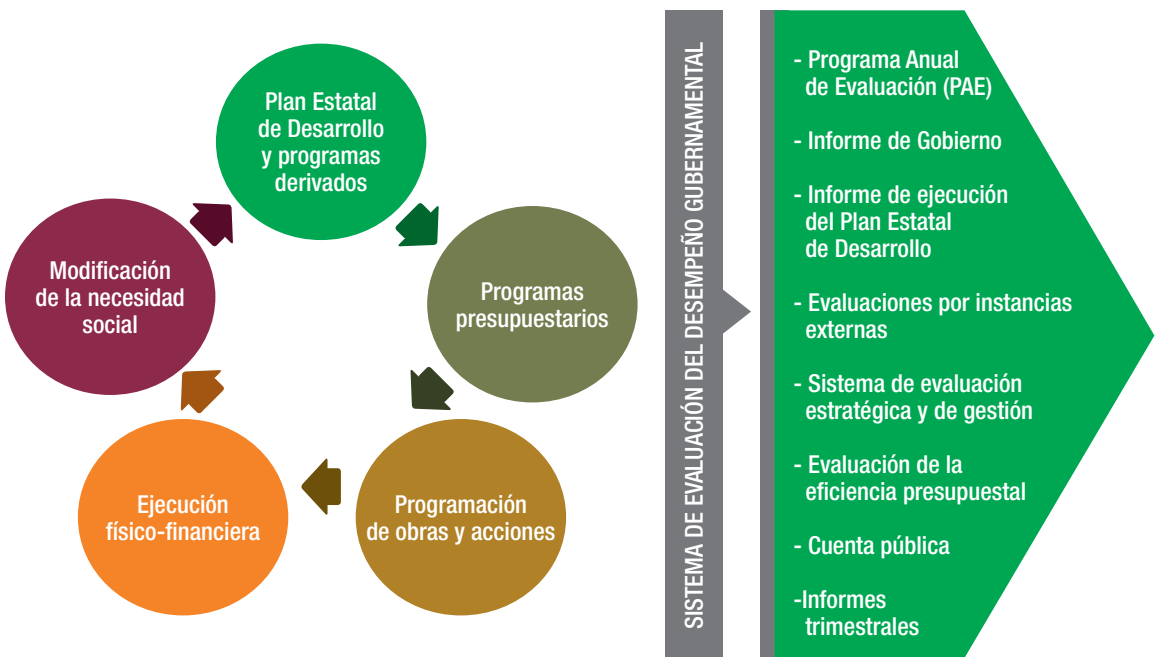 Plan Estatal
de Desarrollo
y programas
derivados
Programas
presupuestarios
Programación
de obras y acciones
Ejecución
físico-financiera
Modificación
de la necesidad
social
SISTEMA DE EVALUACIÓN DEL DESEMPEÑO GUBERNAMENTAL
- Programa Anual
de Evaluación (PAE)
- Informe de Gobierno
- Informe de ejecución
del Plan Estatal
de Desarrollo
- Evaluaciones por instancias
externas
- Sistema de evaluación
estratégica y de gestión
- Evaluación de la
eficiencia presupuestal
- Cuenta pública
-Informes
trimestrales